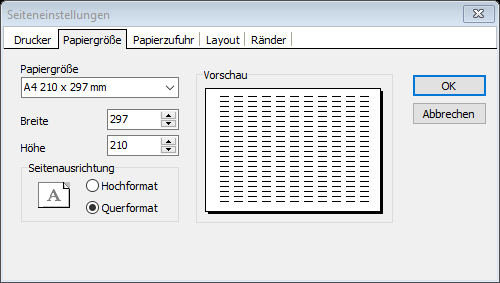 Seiteneinstellungen
Drucker Papiergröße Papierzufuhr Layout Ränder
Papiergröße
A4 210 x 297 mm
Breite 297
Höhe 210
Seitenausrichtung
A
Hochformat
Querformat
Vorschau
OK
Abbrechen